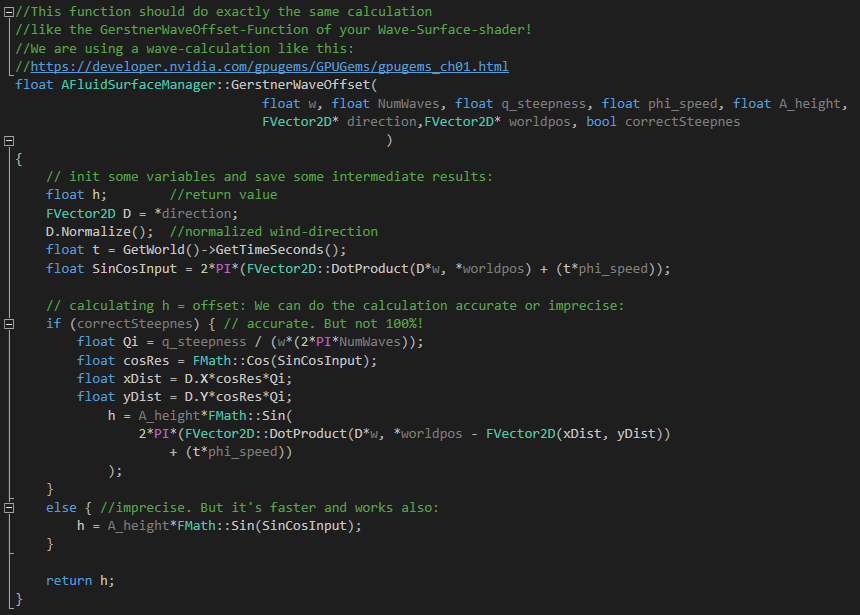 //This function should do exactly the same calculation
//like the GerstnerWaveOffset-Function of your Wave-Surface-shader!
//We are using a wave-calculation like this:
//https://developer.nvidia.com/gpugems/GPUGems/gpugems_ch01.html
float AFluidSurfaceManager::GerstnerWaveOffset(
float w, float NumWaves, float q_steepness, float phi_speed, float A_height,
FVector2D* direction,FVector2D* worldpos, bool correctSteepnes
)
{
// init some variables and save some intermediate results:
float h; //return value
FVector2D D = *direction;
D.Normalize(); //normalized wind-direction
float t = GetWorld()->GetTimeSeconds();
float SinCosInput = 2*PI*(FVector2D::DotProduct(D*w, *worldpos) + (t*phi_speed));
// calculating h = offset: We can do the calculation accurate or imprecise:
if (correctSteepnes) { // accurate. But not 100%!
float Qi = q_steepness / (w*(2*PI*NumWaves));
float cosRes = FMath::Cos(SinCosInput);
float xDist = D.X*cosRes*Qi;
float yDist = D.Y*cosRes*Qi;
h = A_height*FMath::Sin(
2*PI*(FVector2D::DotProduct(D*w, *worldpos - FVector2D(xDist, yDist))
+ (t*phi_speed))
);
}
else { //imprecise. But it's faster and works also:
h = A_height*FMath::Sin(SinCosInput);
}
return h;
}